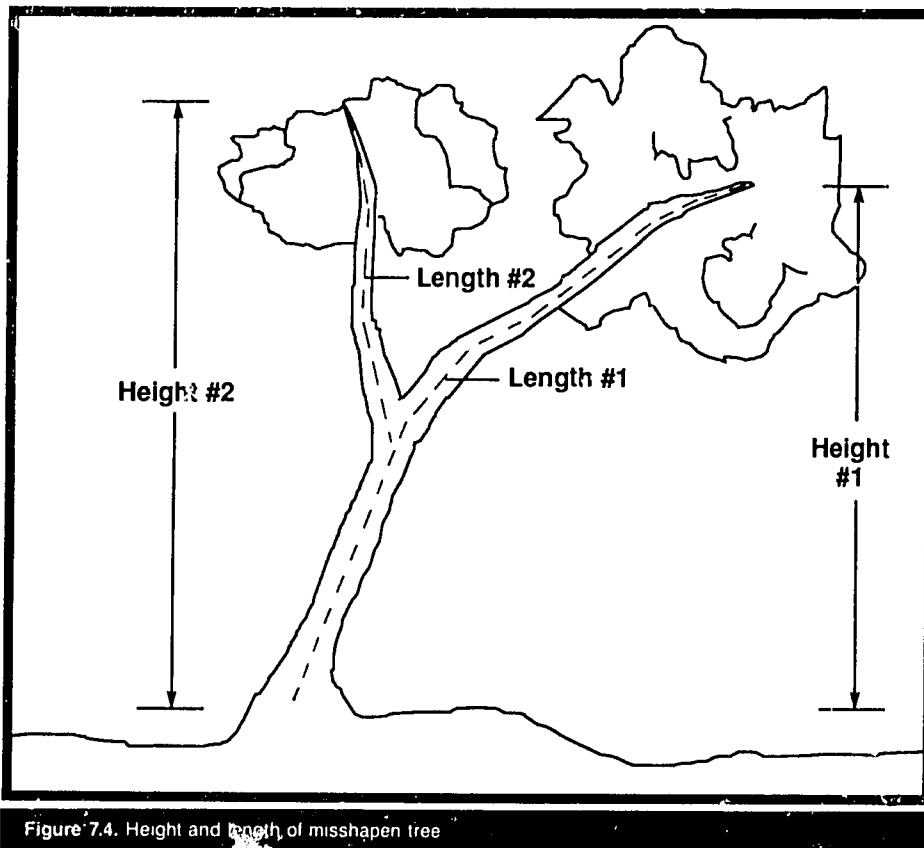 Length #2
Length #1
Height #2
Height
#1
Figure 7.4. Height and length of misshapen tree